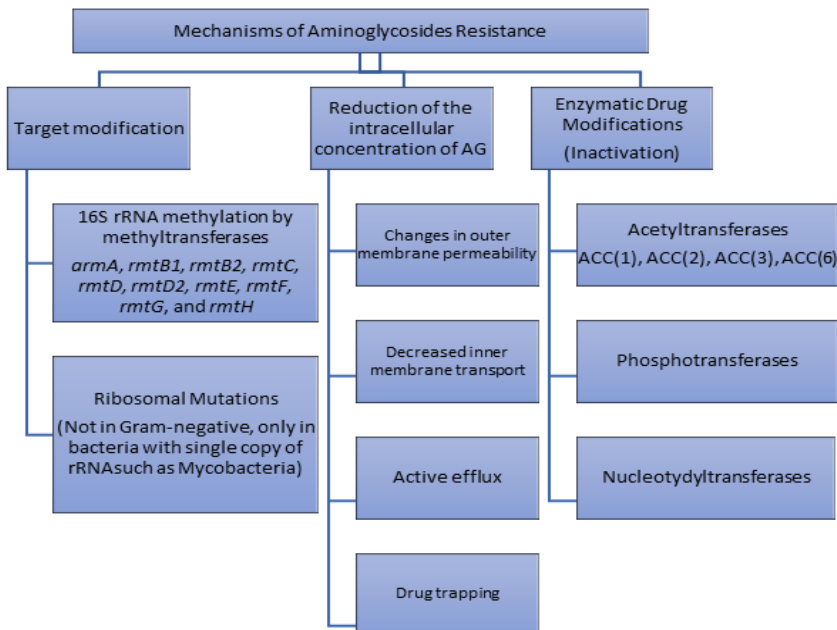 Mechanisms of Aminoglycosides Resistance
Target modification
16S rRNA methylation by
methyltransferases
armA, rmtB1, rmtB2, rmtC,
rmtD, rmtD2, rmtE, rmtF,
rmtG, and rmtH
Ribosomal Mutations
(Not in Gram-negative, only in
bacteria with single copy of
rRNAsuch as Mycobacteria)
Reduction of the
intracellular
concentration of AG
Changes in outer
membrane permeability
Decreased inner
membrane transport
Active efflux
Drug trapping
Enzymatic Drug
Modifications
(Inactivation)
Acetyltransferases
ACC(1), ACC(2), ACC(3), ACC(6)
Phosphotransferases
Nucleotydyltransferases